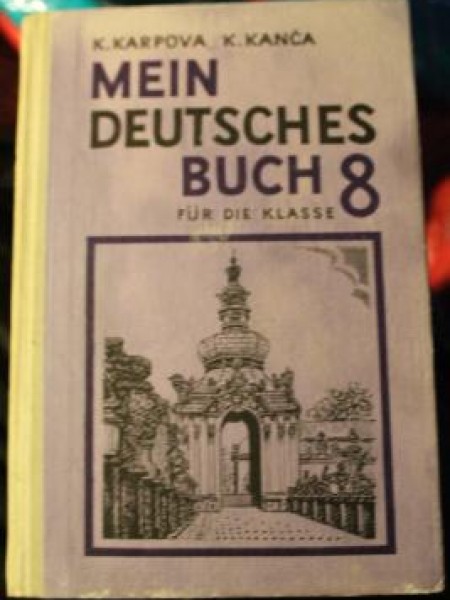 K. KARPOVA K. KANČA
MEIN
DEUTSCHES
BUCH 8
FÜR DIE KLASSE